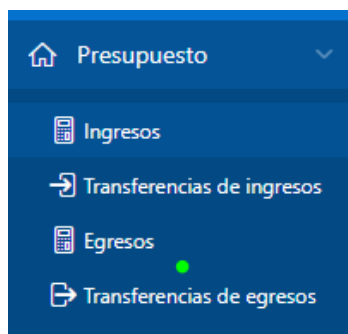 Presupuesto
Ingresos
Transferencias de ingresos
Egresos
Transferencias de egresos